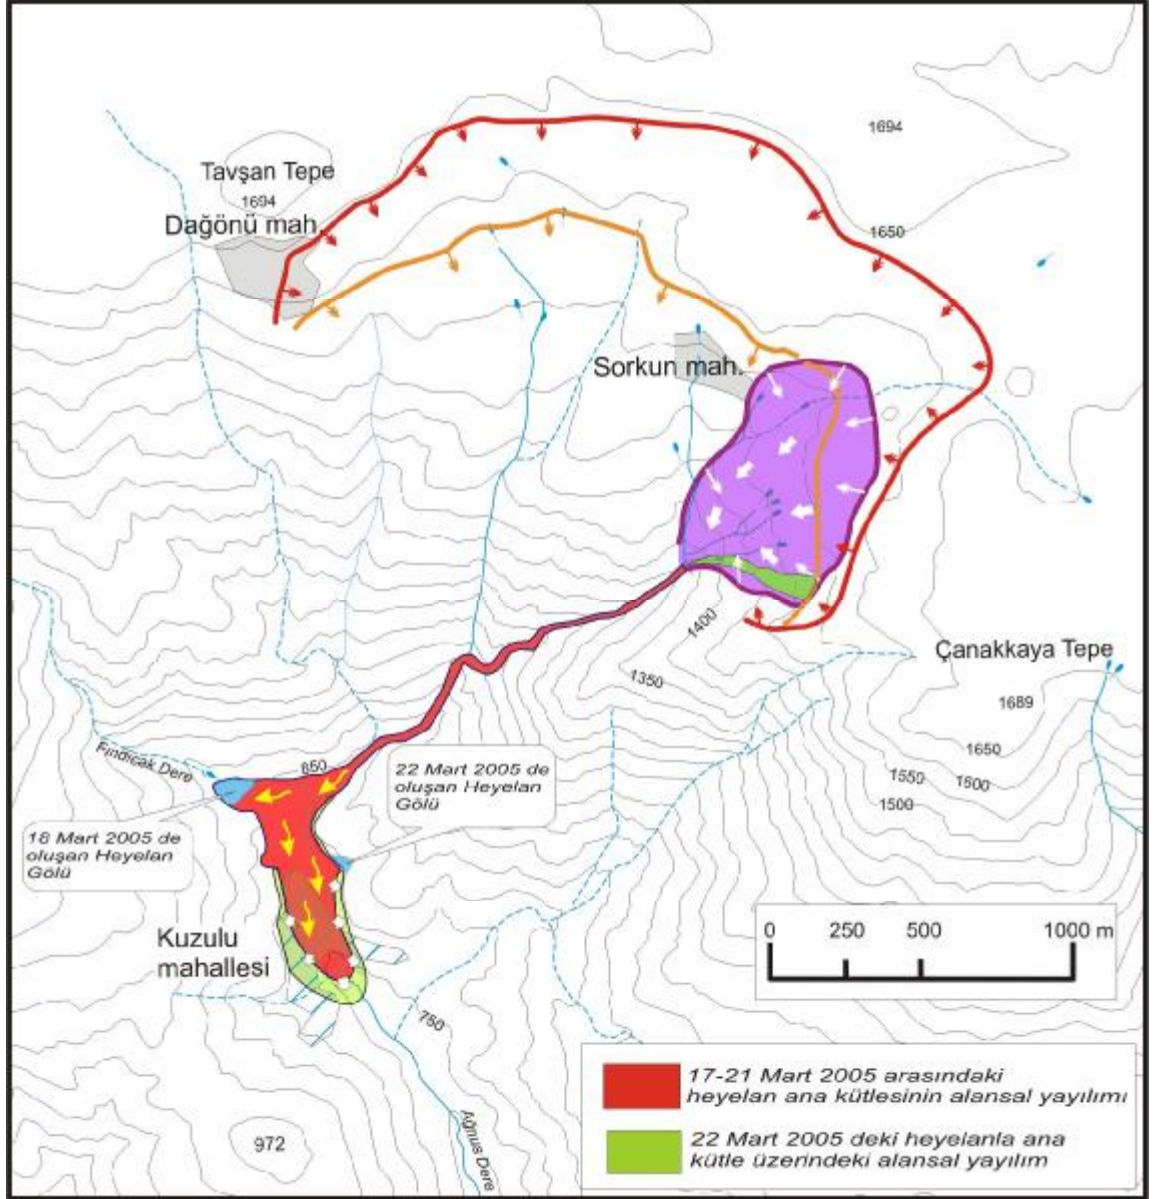 1694
Tavşan Tepe
1694
Dağönü mah.
1650
Sorkun mah.
1400
1350
Çanakkaya Tepe
1689
1650
1550
1500
1500
Fındıcak Dere
850
22 Mart 2005 de
oluşan Heyelan
Gölü
18 Mart 2005 de
oluşan Heyelan
Gölü
Kuzulu
mahallesi
0 250 500 1000 m
750
972
Ağnus Dere
17-21 Mart 2005 arasındaki
heyelan ana kütlesinin alansal yayılımı
22 Mart 2005 deki heyelanla ana
kütle üzerindeki alansal yayılım